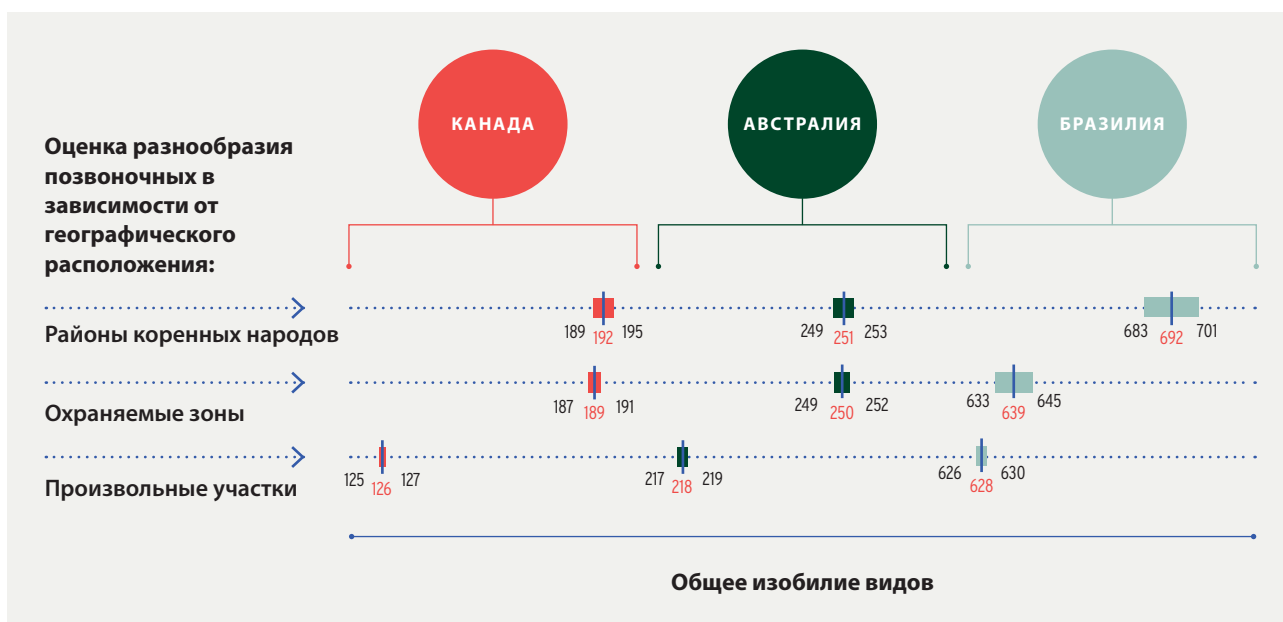 КАНАДА
АВСТРАЛИЯ
БРАЗИЛИЯ
Оценка разнообразия
позвоночных в
зависимости от
географического
расположения:
Районы коренных народов
189 192 195
249 251 253
683 692 701
Охраняемые зоны
187 189 191
249 250 252
633 639 645
Произвольные участки
125 126 127
217 218 219
626 628 630
Общее изобилие видов